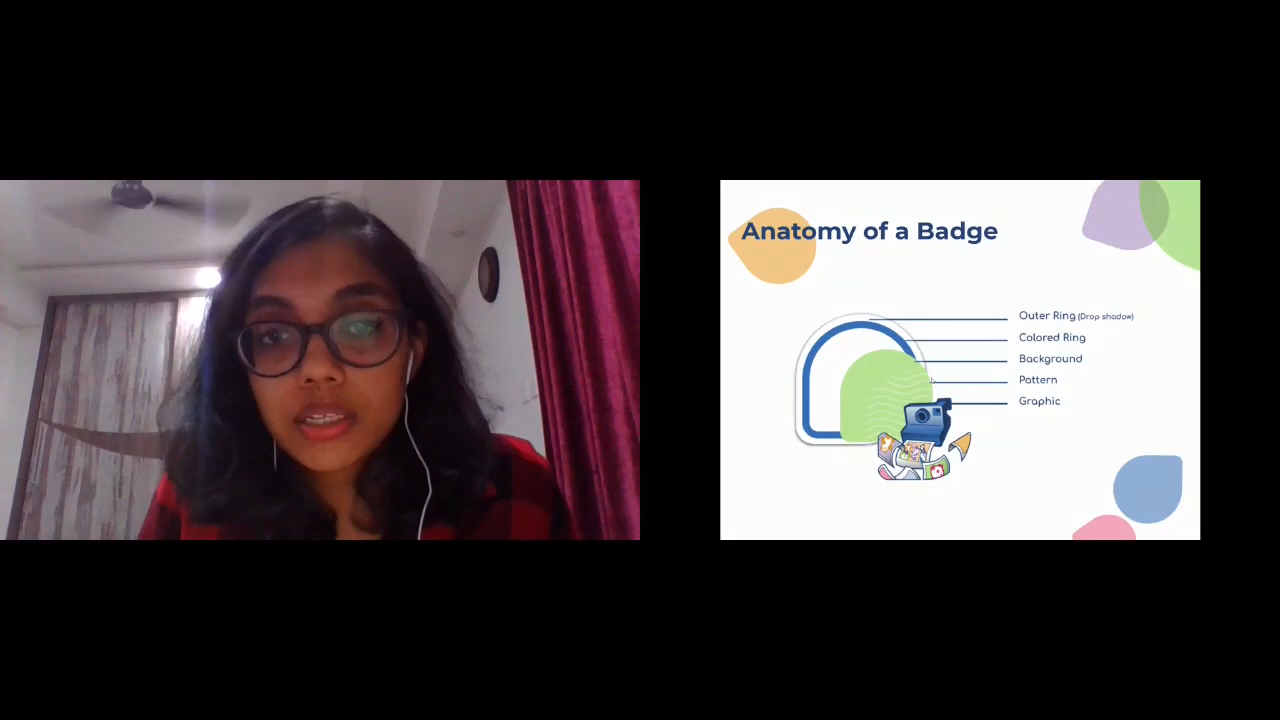 Anatomy of a Badge
Outer Ring (Drop shadow)
Colored Ring
Background
Pattern
Graphic